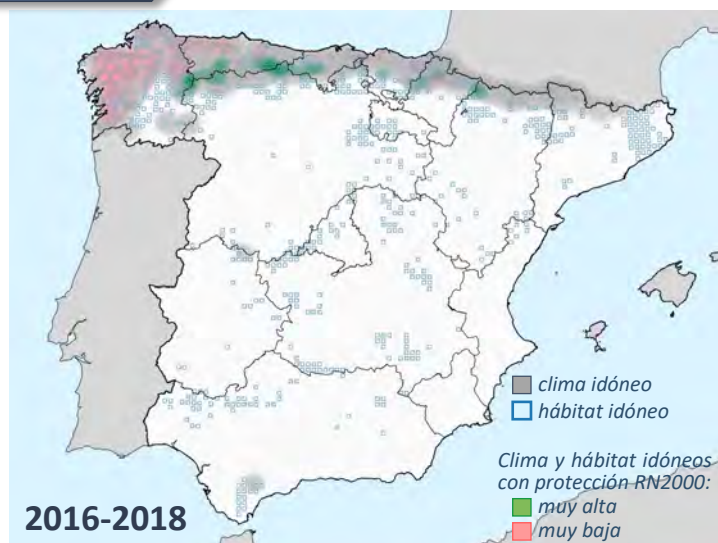 clima idóneo
hábitat idóneo
Clima y hábitat idóneos
con protección RN2000:
muy alta
muy baja
2016-2018